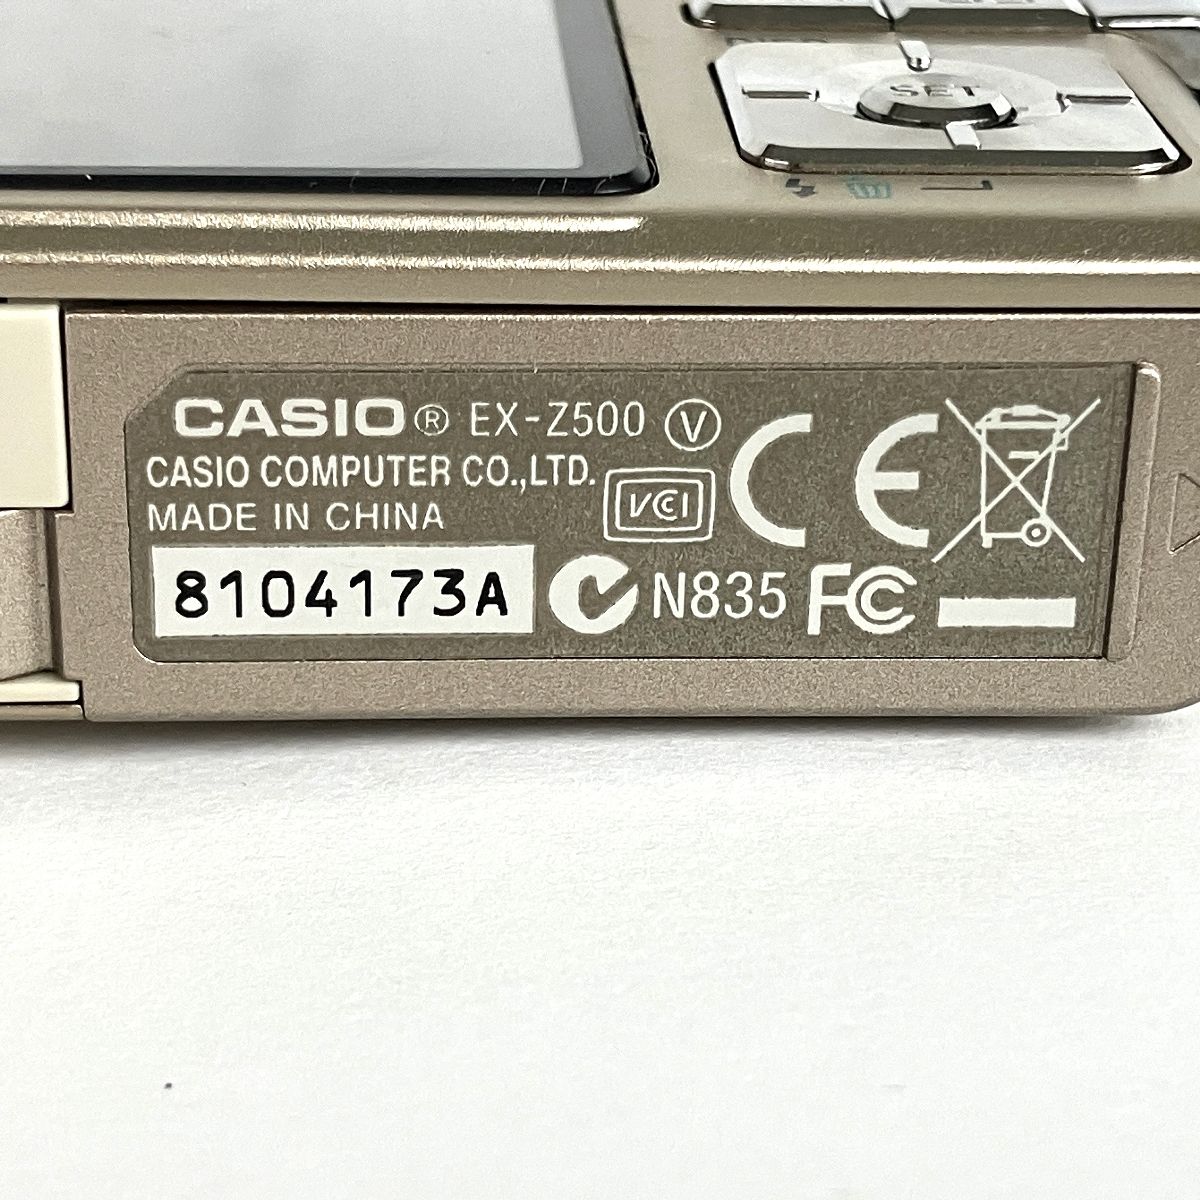 SET
CASIO® EX-Z500 Ⓥ
CASIO COMPUTER CO.,LTD.
VCI
MADE IN CHINA
8104173A
N835
FC
CE